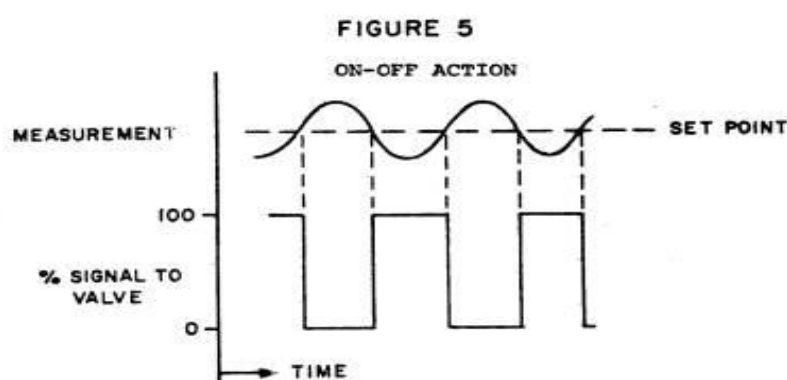 FIGURE 5
ON-OFF ACTION
MEASUREMENT
SET POINT
100
% SIGNAL TO
VALVE
0
TIME